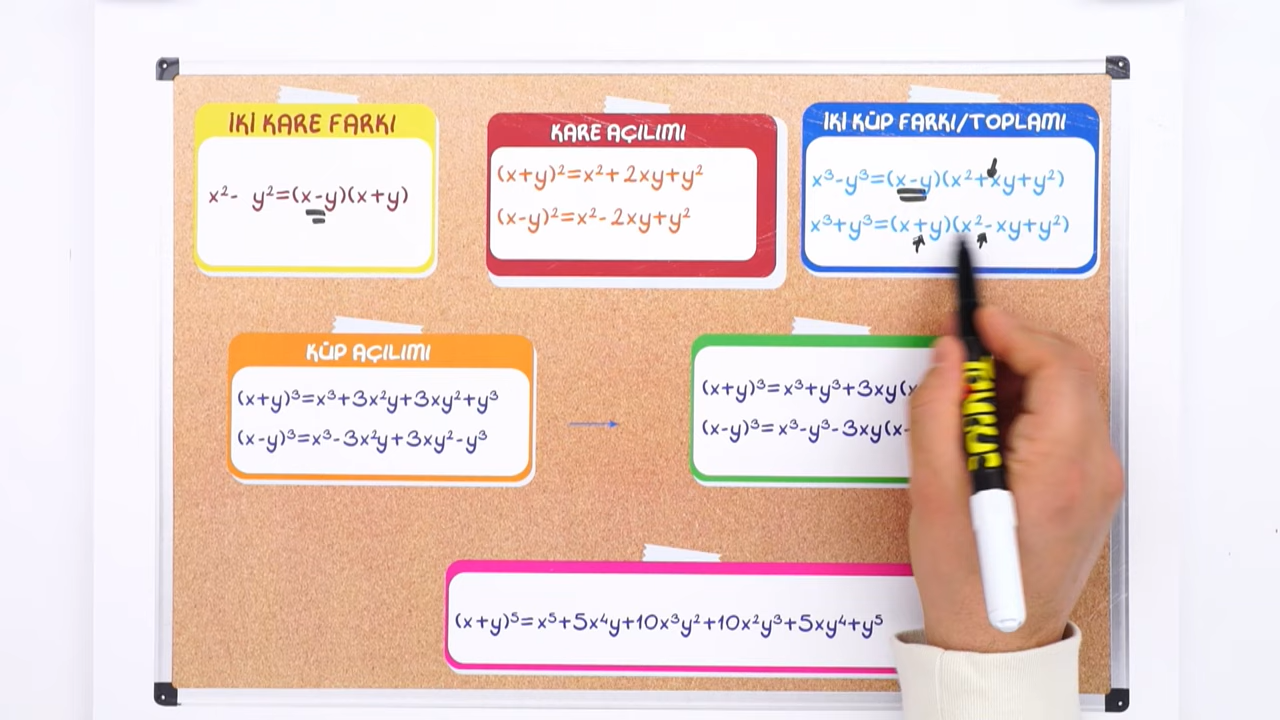 İKİ KARE FARKI
x²- y²=(x-y)(x+y)
KARE AÇILIMI
(x+y)²=x²+2xy+y²
(x-y)²=x²-2xy+y²
İKİ KÜP FARKI/TOPLAMI
x³-y³=(x-y)(x²+xy+y²)
x³+y³=(x+y)(x²-xy+y²)
KÜP AÇILIMI
(x+y)³=x³+3x²y+3xy²+y³
(x-y)³=x³-3x²y+3xy²-y³
(x+y)³=x³+y³+3xy(x
(x-y)³=x³-y³-3xy(x-
(x+y)⁵=x⁵+5x⁴y+10x³y²+10x²y³+5xy⁴+y⁵